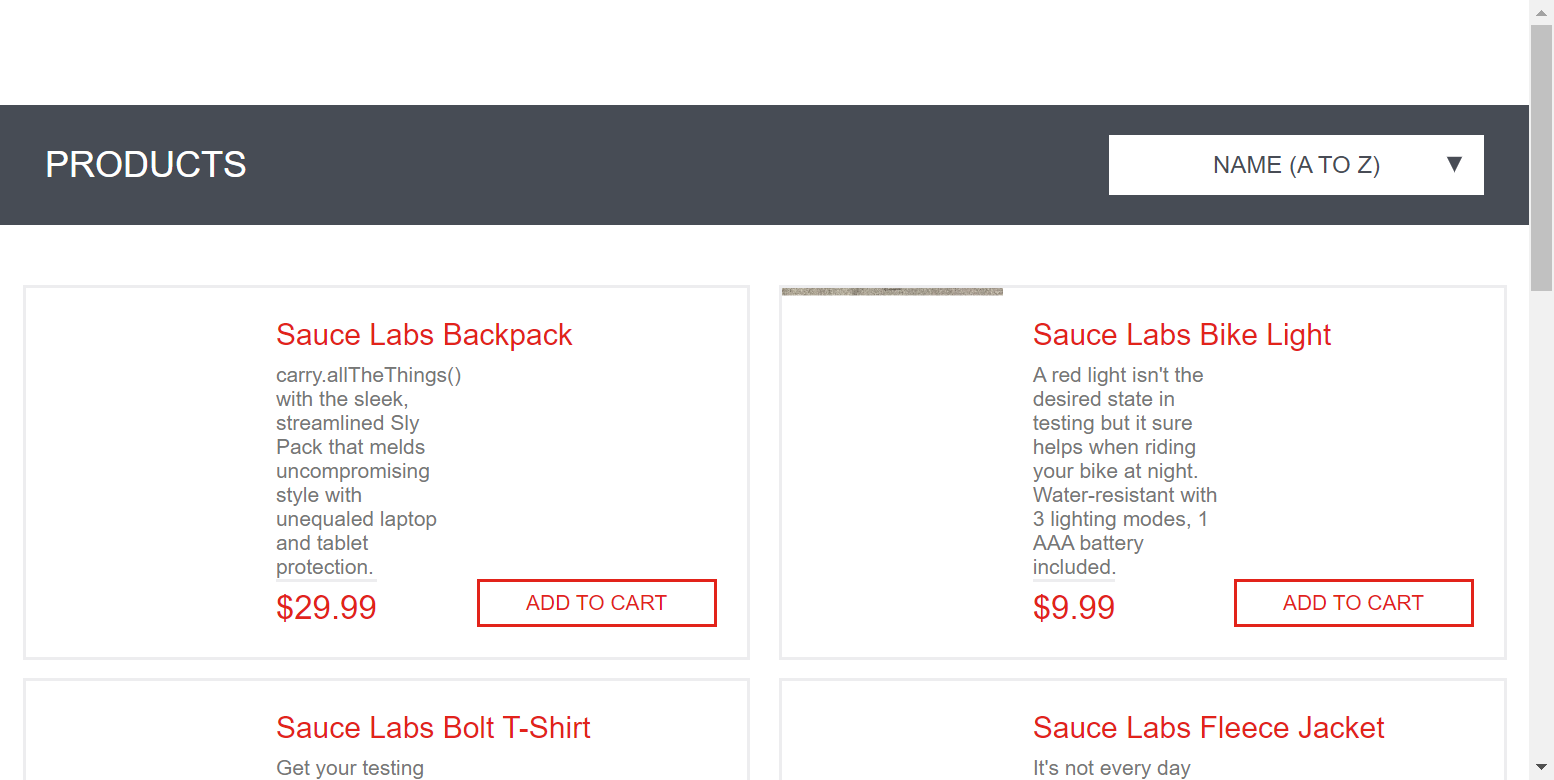 PRODUCTS
NAME (A TO Z)
Sauce Labs Backpack
carry.allTheThings()
with the sleek,
streamlined Sly
Pack that melds
uncompromising
style with
unequaled laptop
and tablet
protection.
$29.99
ADD TO CART
Sauce Labs Bike Light
A red light isn't the
desired state in
testing but it sure
helps when riding
your bike at night.
Water-resistant with
3 lighting modes, 1
AAA battery
included.
$9.99
ADD TO CART
Sauce Labs Bolt T-Shirt
Get your testing
Sauce Labs Fleece Jacket
It's not every day